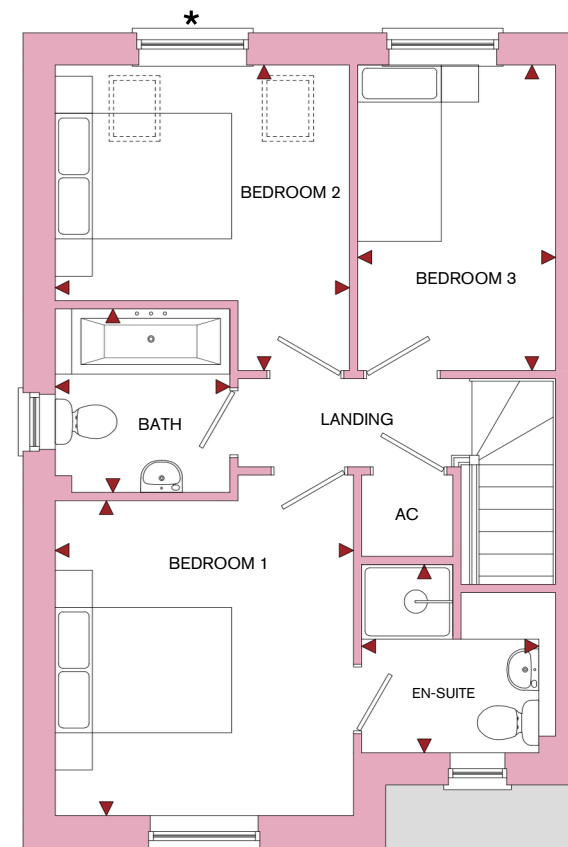 *
BEDROOM 2
BEDROOM 3
BATH
LANDING
AC
BEDROOM 1
EN-SUITE